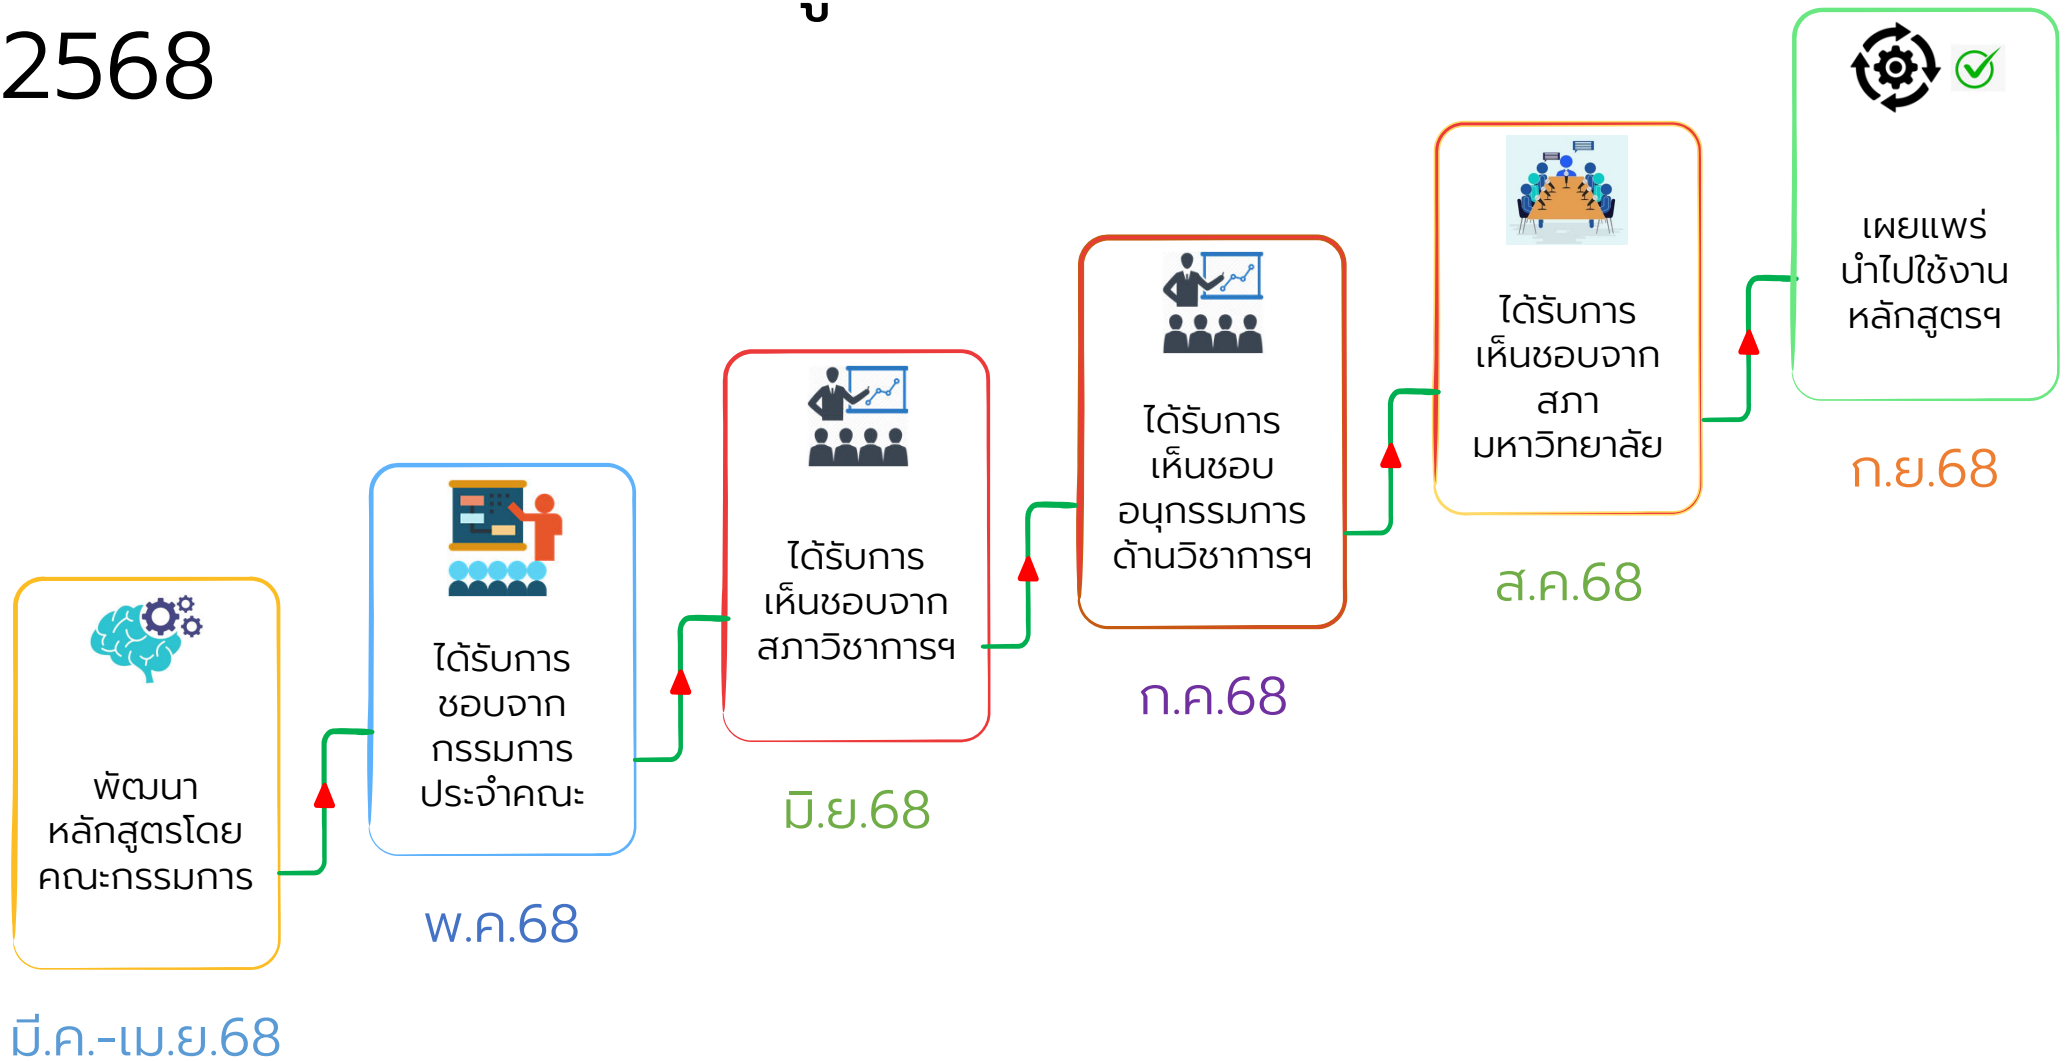 2568
พัฒนา
หลักสูตรโดย
คณะกรรมการ
มี.ค.-เม.ย.68
ได้รับการ
ชอบจาก
กรรมการ
ประจำคณะ
พ.ค.68
ได้รับการ
เห็นชอบจาก
สภาวิชาการฯ
มิ.ย.68
ได้รับการ
เห็นชอบ
อนุกรรมการ
ด้านวิชาการฯ
ก.ค.68
ได้รับการ
เห็นชอบจาก
สภา
มหาวิทยาลัย
ส.ค.68
เผยแพร่
นำไปใช้งาน
หลักสูตรฯ
ก.ย.68